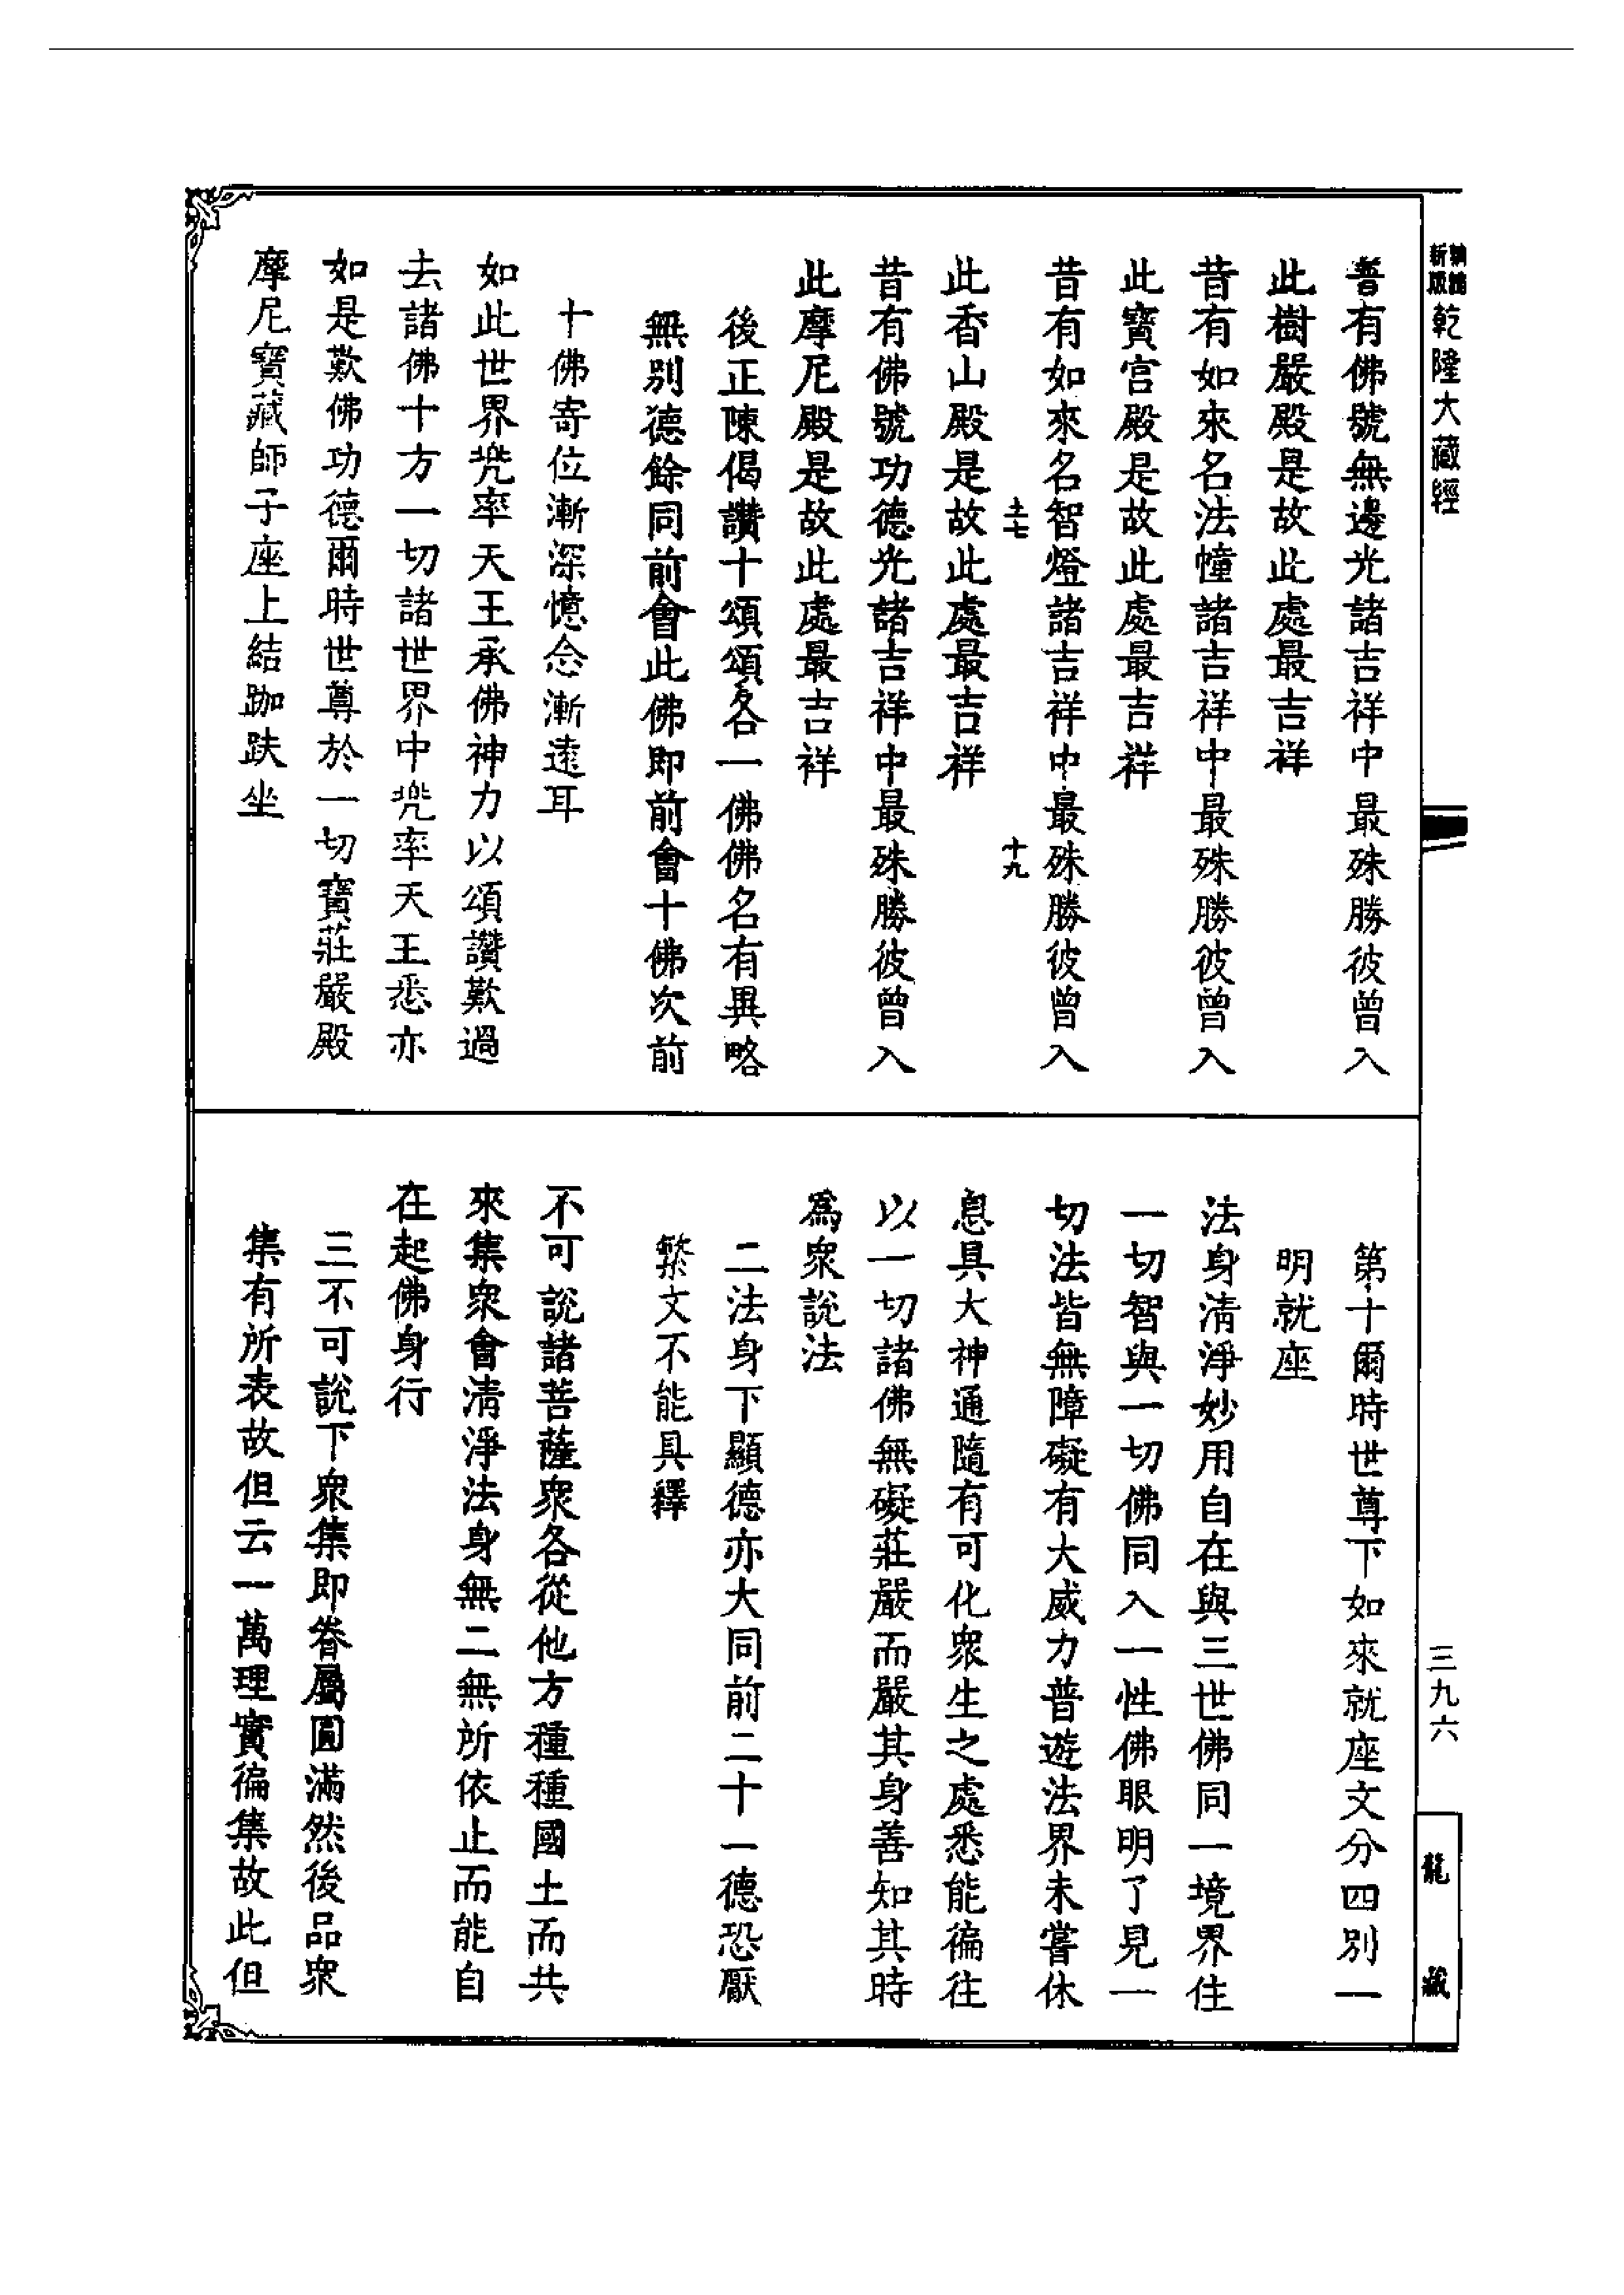 新版
乾隆大藏經
昔有佛號無邊光諸吉祥中最殊勝彼曾入
此樹嚴殿是故此處最吉祥
昔有如來名法幢諸吉祥中最殊勝彼曾入
此寶宮殿是故此處最吉祥
昔有如來名智燈諸吉祥中最殊勝彼曾入
十九
此香山殿是故此處最吉祥
昔有佛號功德光諸吉祥中最殊勝彼曾入
此摩尼殿是故此處最吉祥
後正陳偈讚十頌頌各一佛佛名有異略
無別德餘同前會此佛即前會十佛次前
十佛寄位漸深憶念漸遠耳
如此世界兜率天王承佛神力以頌讚歎過
去諸佛十方一切諸世界中兜率天王悉亦
如是歎佛功德爾時世尊於一切寶莊嚴殿
摩尼寶藏師子座上結跏趺坐
第十爾時世尊下如來就座文分四別一
明就座
法身清淨妙用自在與三世佛同一境界住
一切智與一切佛同入一性佛眼明了見一
切法皆無障礙有大威力普遊法界未嘗休
息具大神通隨有可化眾生之處悉能徧往
以一切諸佛無礙莊嚴而嚴其身善知其時
為眾說法
二法身下顯德亦大同前二十一德恐厭
繁文不能具釋
不可說諸菩薩眾各從他方種種國土而共
來集眾會清淨法身無二無所依止而能自
在起佛身行
三不可說下眾集即眷屬圓滿然後品眾
集有所表故但云一萬理實徧集故此但
三九六
龍藏